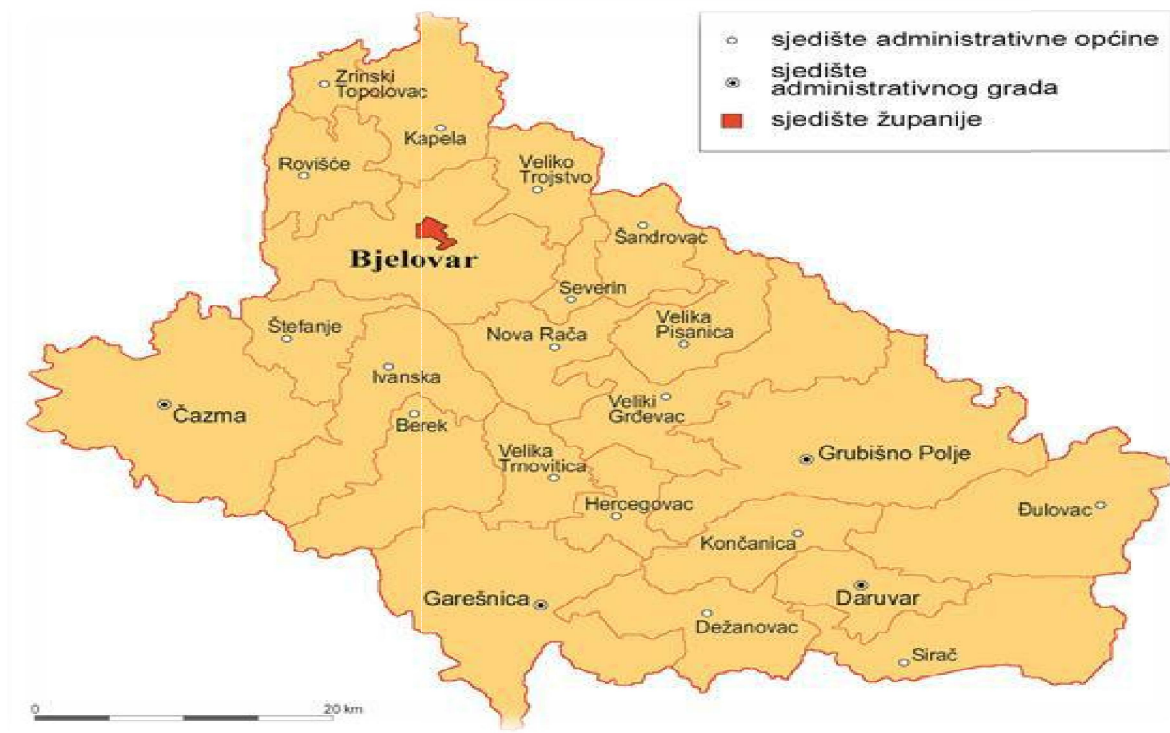 sjedište administrativne općine
sjedište
administrativnog grada
sjedište županije
Zrinski
Topolovac
Kapela
Rovišće
Veliko
Trojstvo
Šandrovac
Bjelovar
Severin
Štefanje
Nova Rača
Velika
Pisanica
Ivanska
Čazma
Berek
Veliki
Grđevac
Velika
Trnovitica
Grubišno Polje
Hercegovac
Đulovac
Končanica
Garešnica
Daruvar
Dežanovac
Sirač
0
20 km